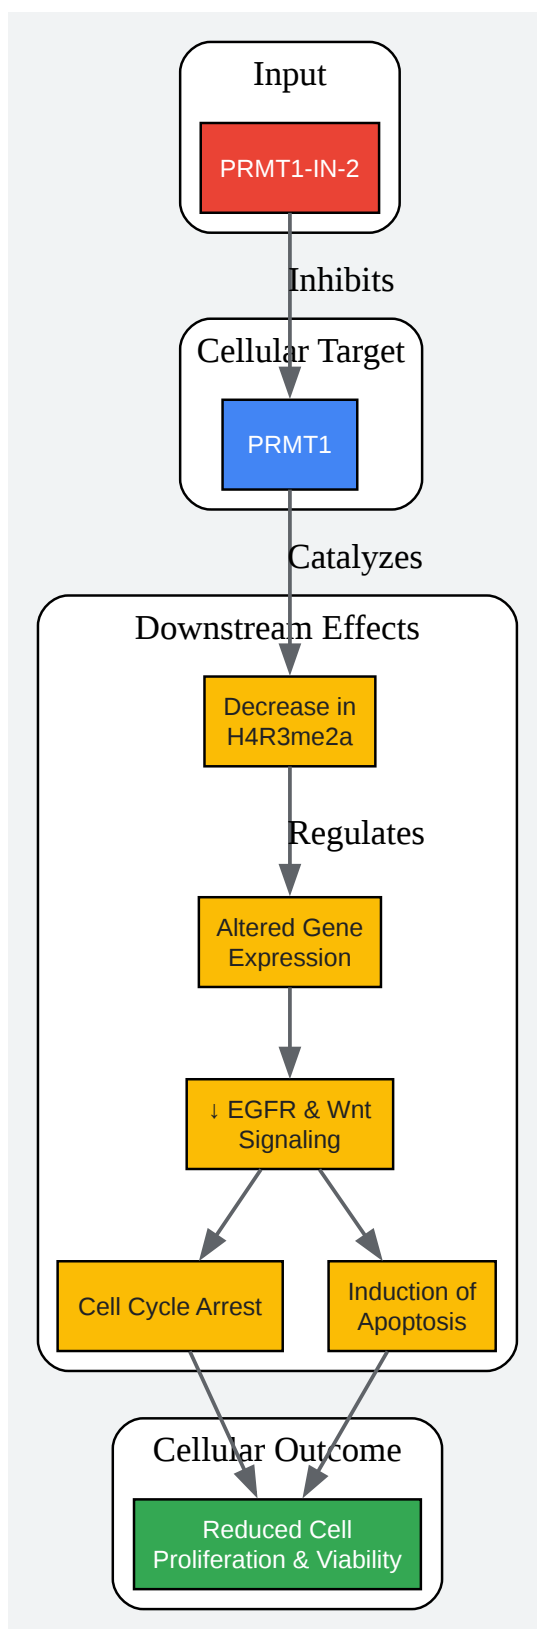 Input
PRMT1-IN-2
Inhibits
Cellular Target
PRMT1
Catalyzes
Downstream Effects
Decrease in
H4R3me2a
Regulates
Altered Gene
Expression
↓ EGFR & Wnt
Signaling
Cell Cycle Arrest
Induction of
Apoptosis
Cellular Outcome
Reduced Cell
Proliferation & Viability